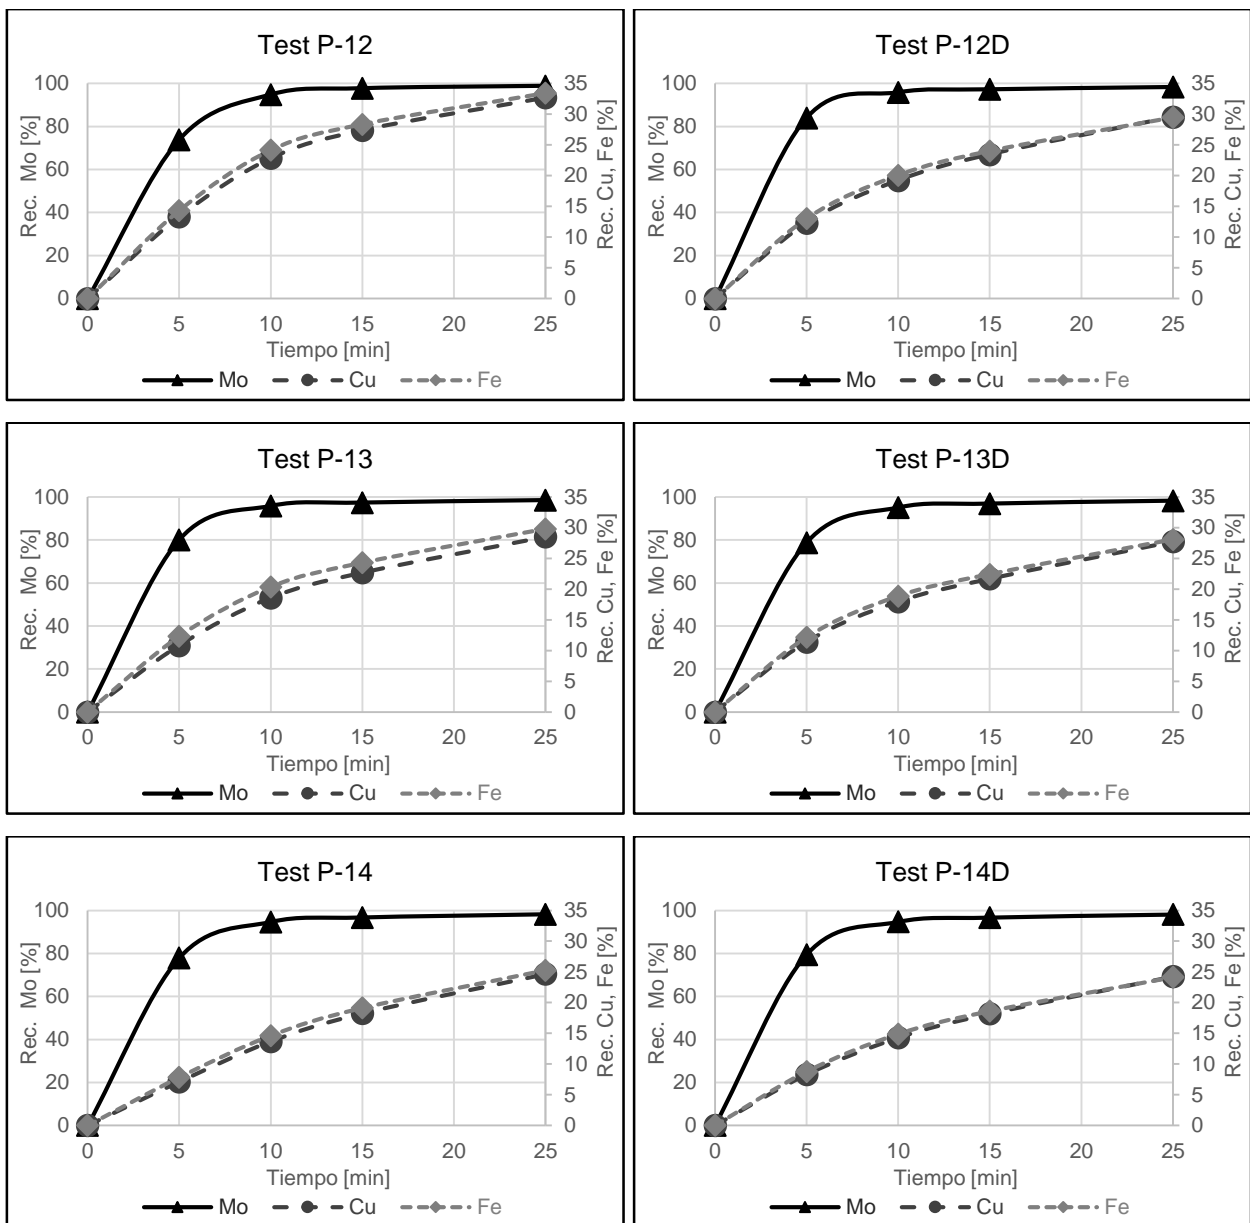 Test P-12
Rec. Mo [%]
100
80
60
40
20
0
35
30
25
20
15
10
5
0
Rec. Cu, Fe [%]
0 5 10 15 20 25
Tiempo [min]
Mo Cu Fe
Test P-12D
Rec. Mo [%]
100
80
60
40
20
0
35
30
25
20
15
10
5
0
Rec. Cu, Fe [%]
0 5 10 15 20 25
Tiempo [min]
Mo Cu Fe
Test P-13
Rec. Mo [%]
100
80
60
40
20
0
35
30
25
20
15
10
5
0
Rec. Cu, Fe [%]
0 5 10 15 20 25
Tiempo [min]
Mo Cu Fe
Test P-13D
Rec. Mo [%]
100
80
60
40
20
0
35
30
25
20
15
10
5
0
Rec. Cu, Fe [%]
0 5 10 15 20 25
Tiempo [min]
Mo Cu Fe
Test P-14
Rec. Mo [%]
100
80
60
40
20
0
35
30
25
20
15
10
5
0
Rec. Cu, Fe [%]
0 5 10 15 20 25
Tiempo [min]
Mo Cu Fe
Test P-14D
Rec. Mo [%]
100
80
60
40
20
0
35
30
25
20
15
10
5
0
Rec. Cu, Fe [%]
0 5 10 15 20 25
Tiempo [min]
Mo Cu Fe